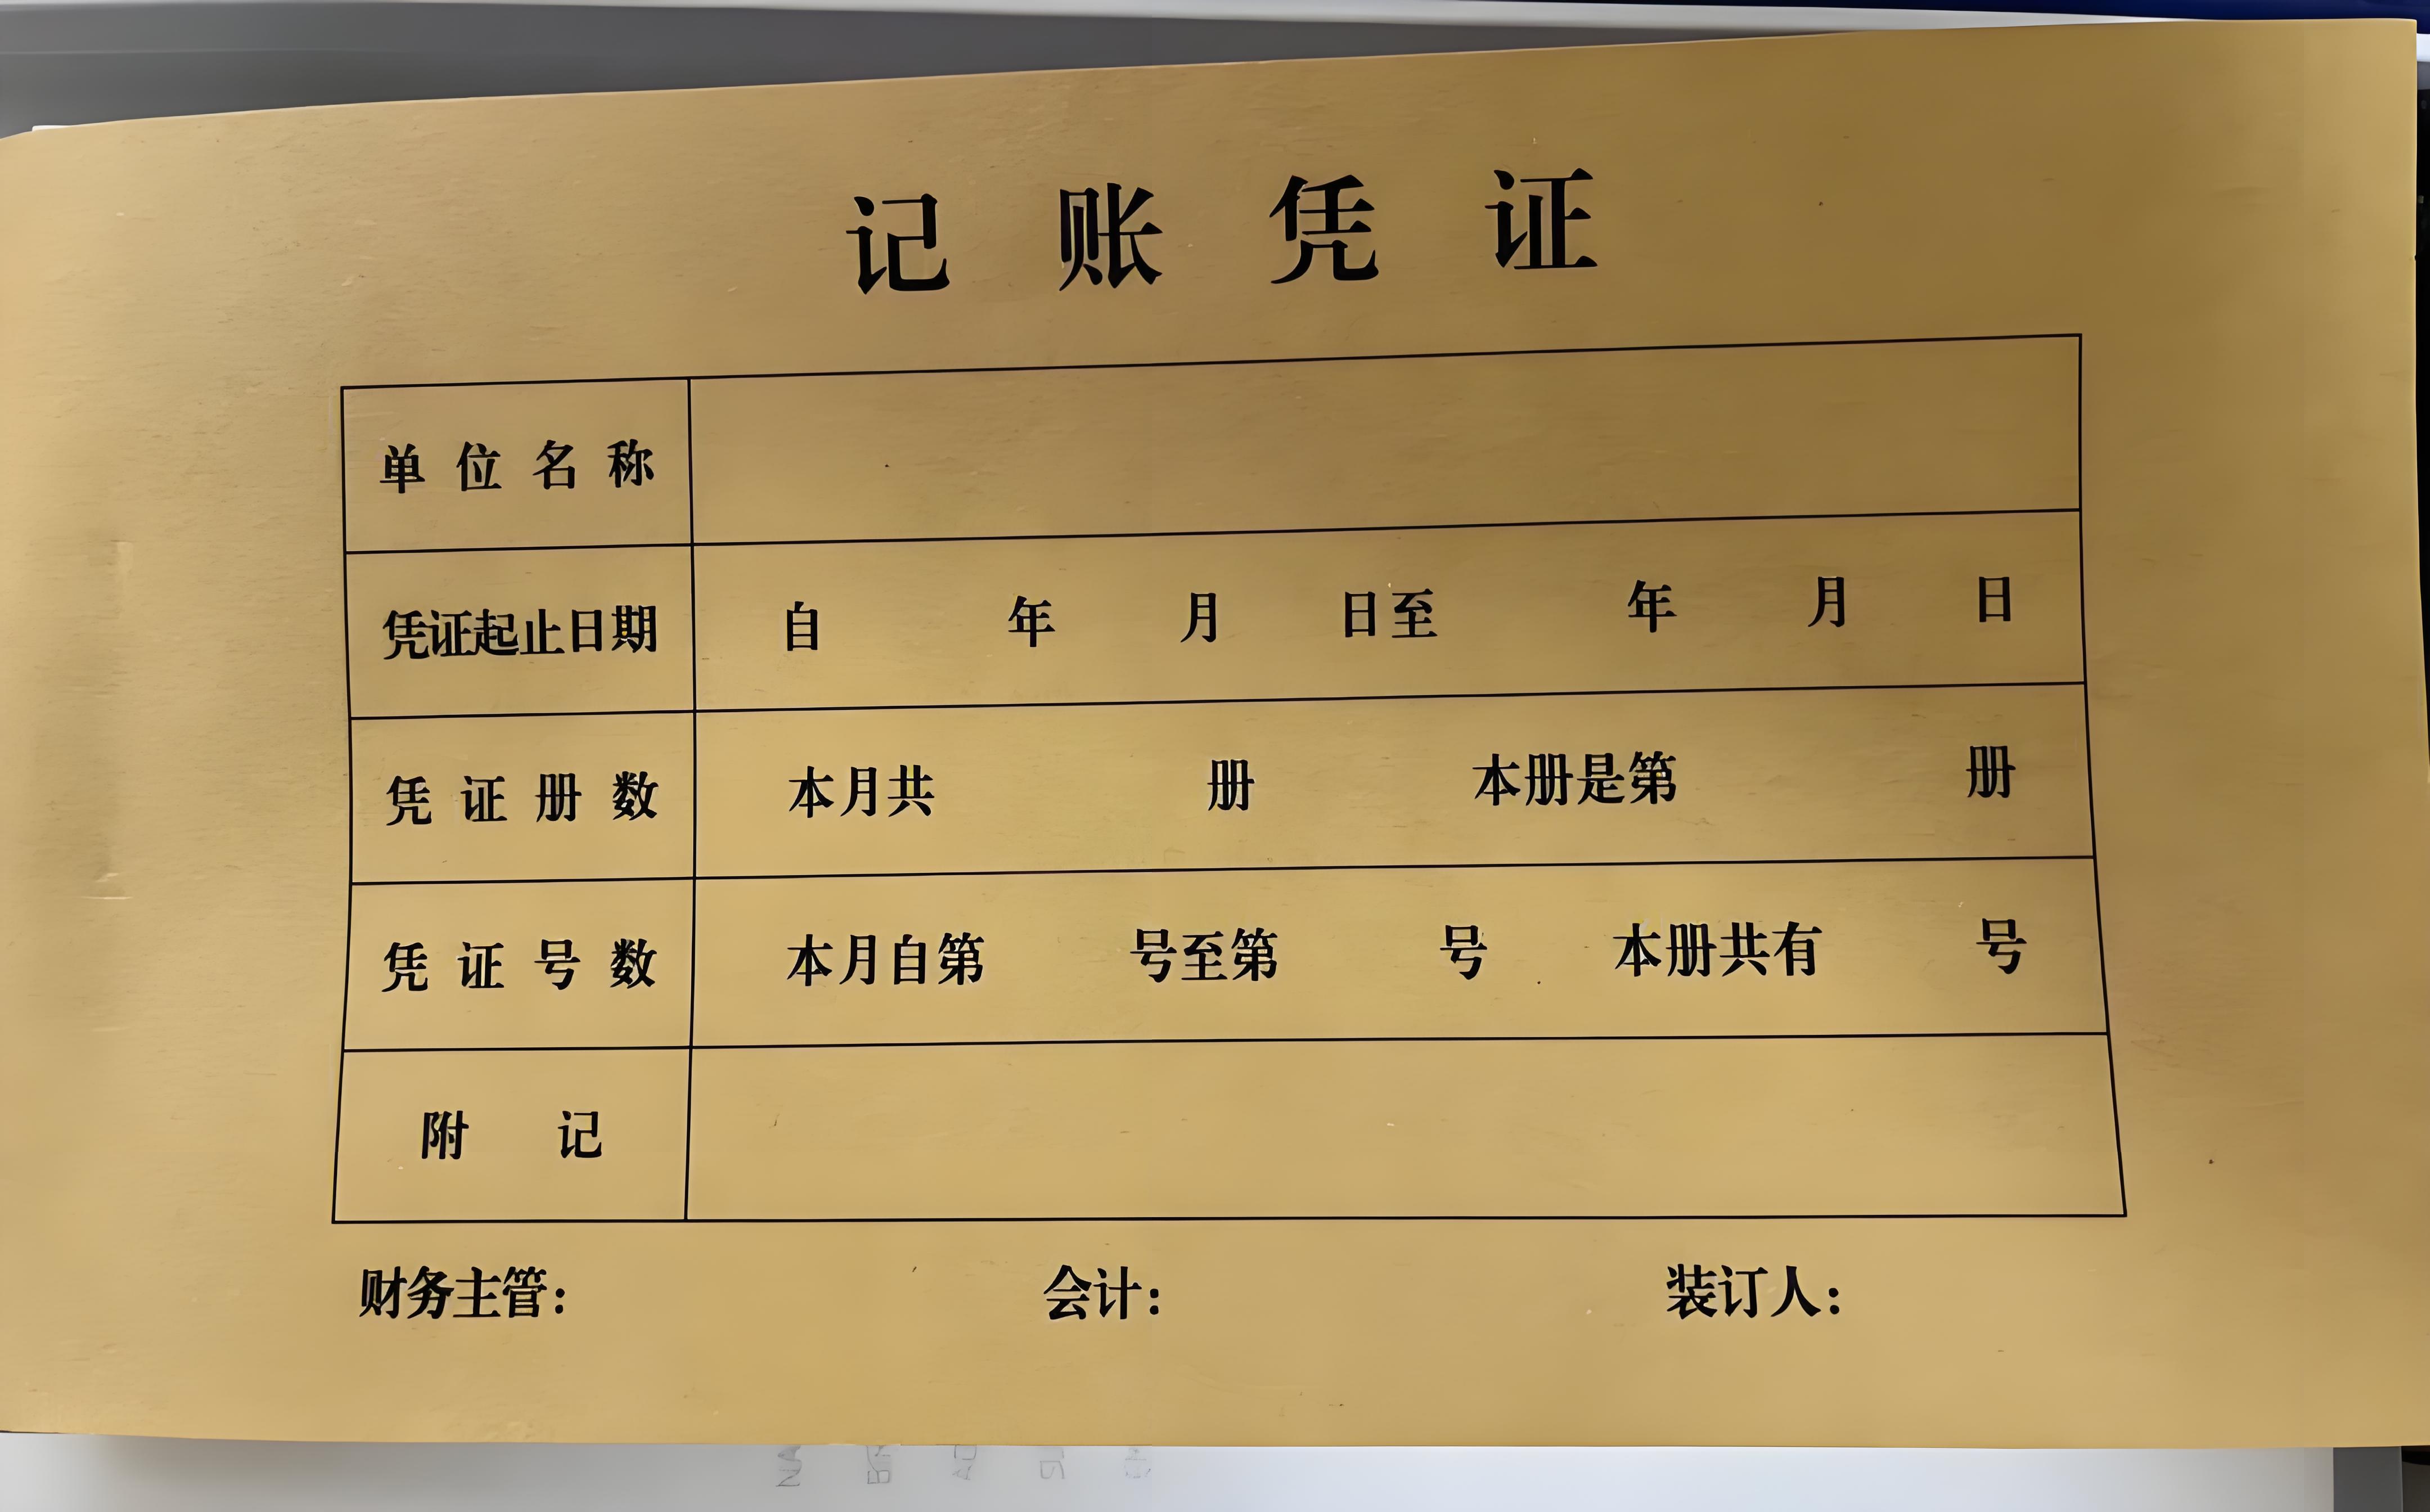 记账凭证
单位名称
凭证起止日期 自 年 月 日至 年 月 日
凭证册数 本月共 册 本册是第 册
凭证号数 本月自第 号至第 号 本册共有 号
附记
财务主管: 会计: 装订人: